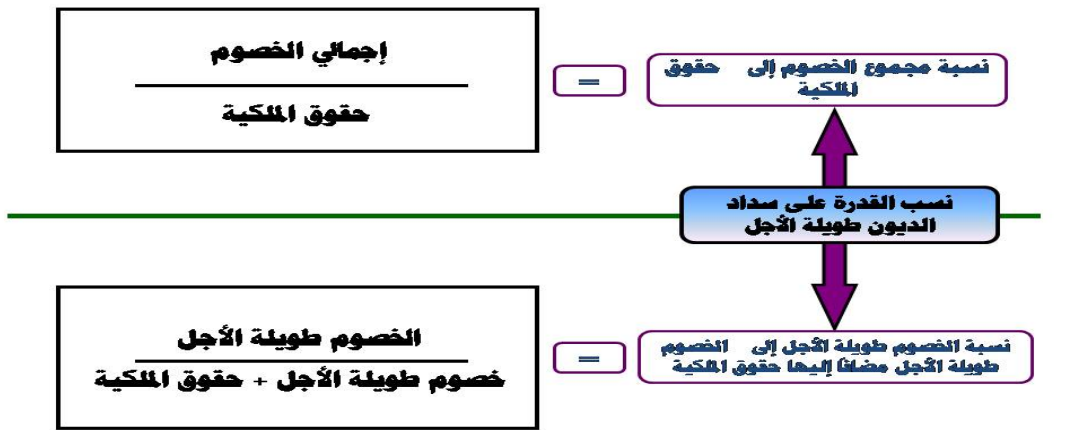 نسبة مجموع الخصوم إلى حقوق
الملكية
=
إجمالي الخصوم
حقوق الملكية
نسب القدرة على سداد
الديون طويلة الأجل
نسبة الخصوم طويلة الأجل إلى الخصوم
طويلة الأجل مضافاً إليها حقوق الملكية
=
الخصوم طويلة الأجل
خصوم طويلة الأجل + حقوق الملكية